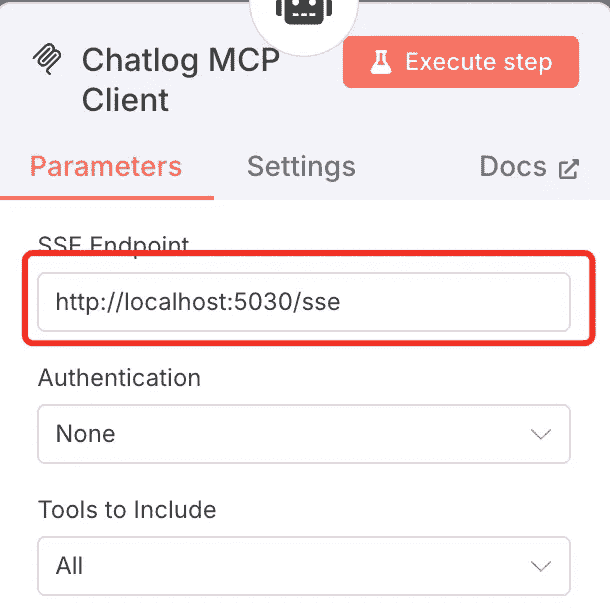 Chatlog MCP
Client
Execute step
Parameters
Settings
Docs
SSE Endpoint
http://localhost:5030/sse
Authentication
None
Tools to Include
All